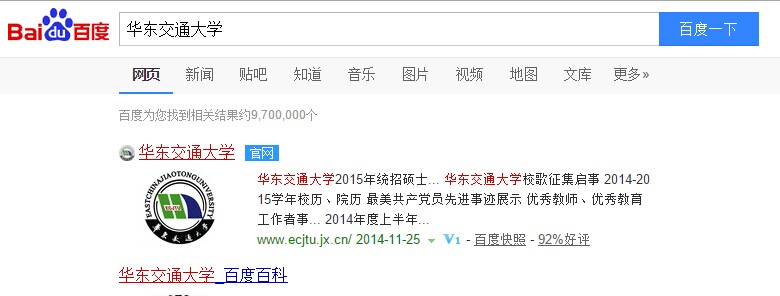 Baidu百度 华东交通大学 百度一下
网页 新闻 贴吧 知道 音乐 图片 视频 地图 文库 更多»
百度为您找到相关结果约9,700,000个
华东交通大学 官网
EASTCHINAJIAOTONGUNIVERSITY
华东交通大学
华东交通大学2015年统招硕士... 华东交通大学校歌征集启事 2014-2
015学年校历、院历 最美共产党员先进事迹展示 优秀教师、优秀教育
工作者事... 2014年度上半年...
www.ecjtu.jx.cn/ 2014-11-25 V1 - 百度快照 - 92%好评
华东交通大学_百度百科